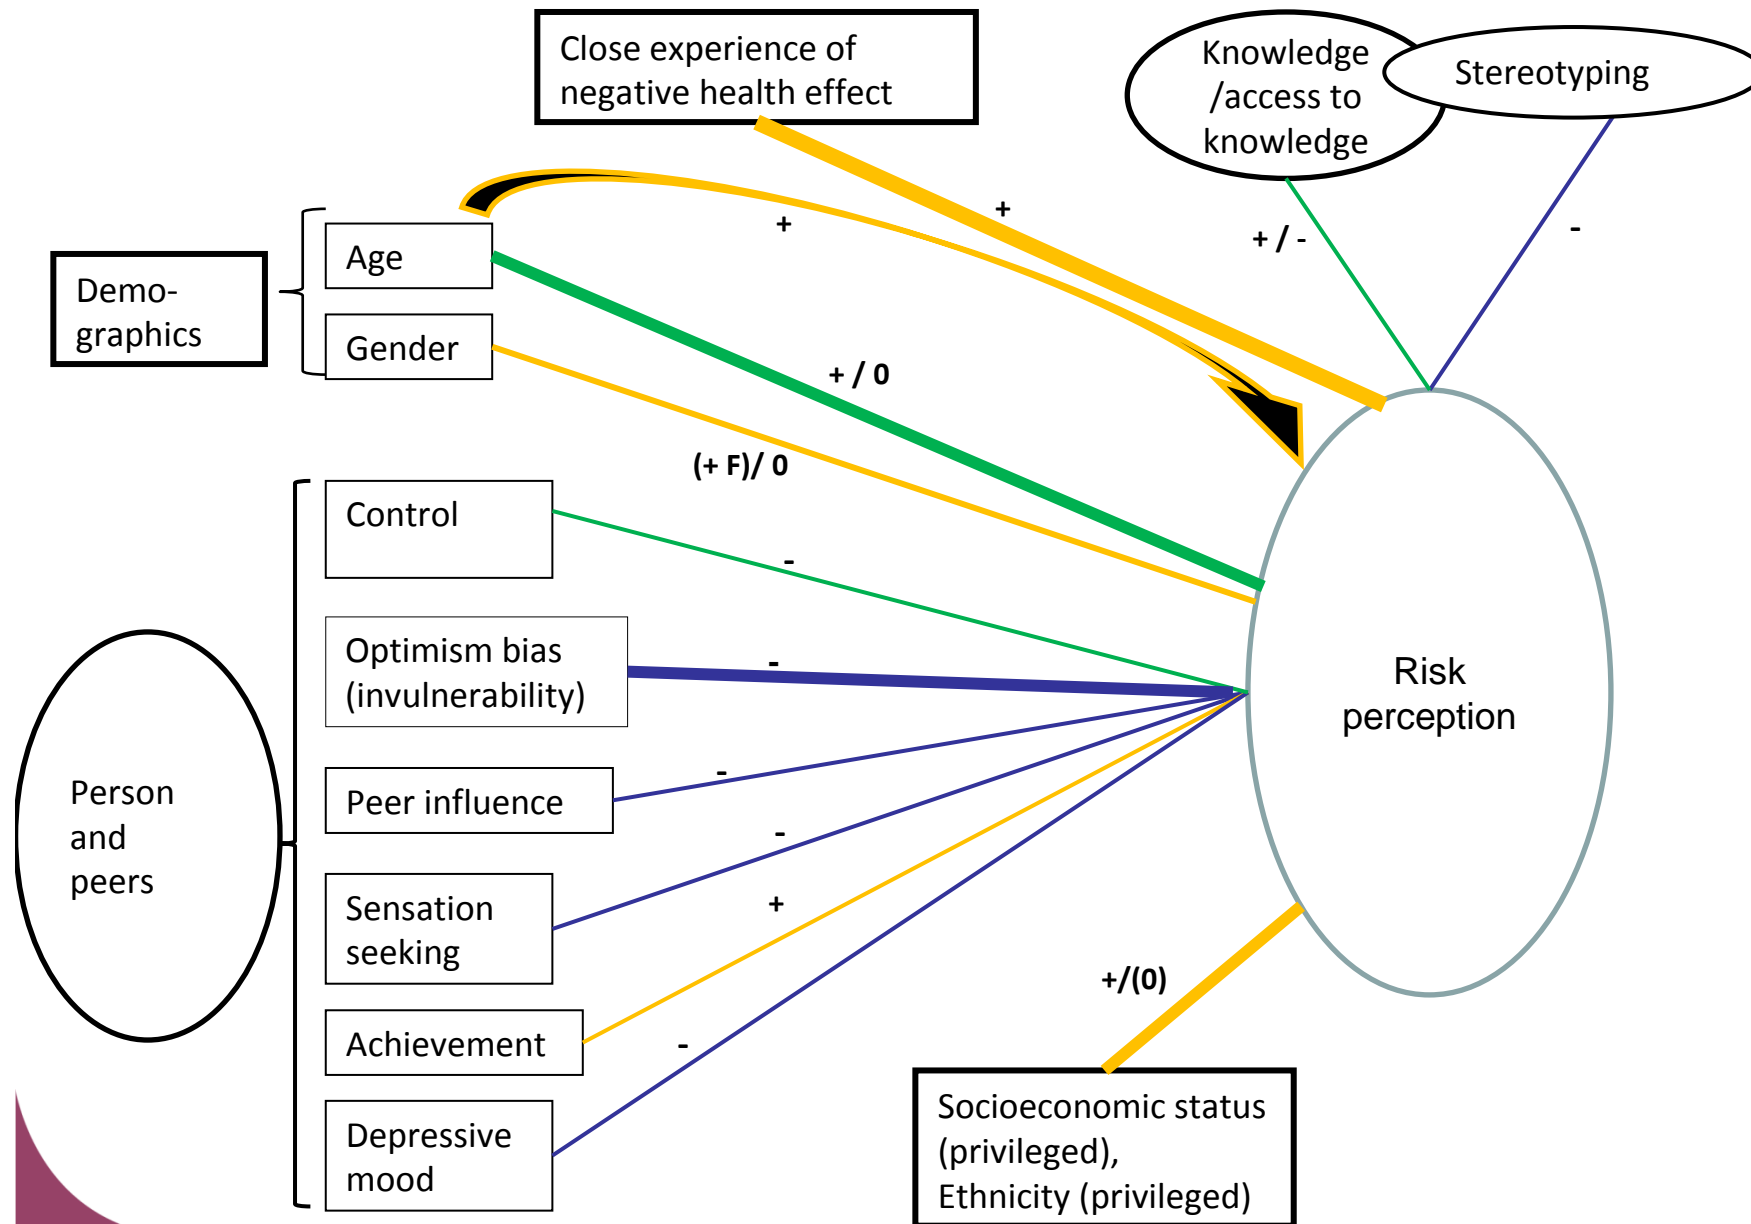 Close experience of
negative health effect
Knowledge
/access to
knowledge
Stereotyping
+
+
+ / -
-
Demo-
graphics
Age
Gender
+ / 0
(+ F)/ 0
Person
and
peers
Control
-
Optimism bias
(invulnerability)
-
Peer influence
-
Sensation
seeking
-
Achievement
+
Depressive
mood
-
Risk
perception
+/(0)
Socioeconomic status
(privileged),
Ethnicity (privileged)